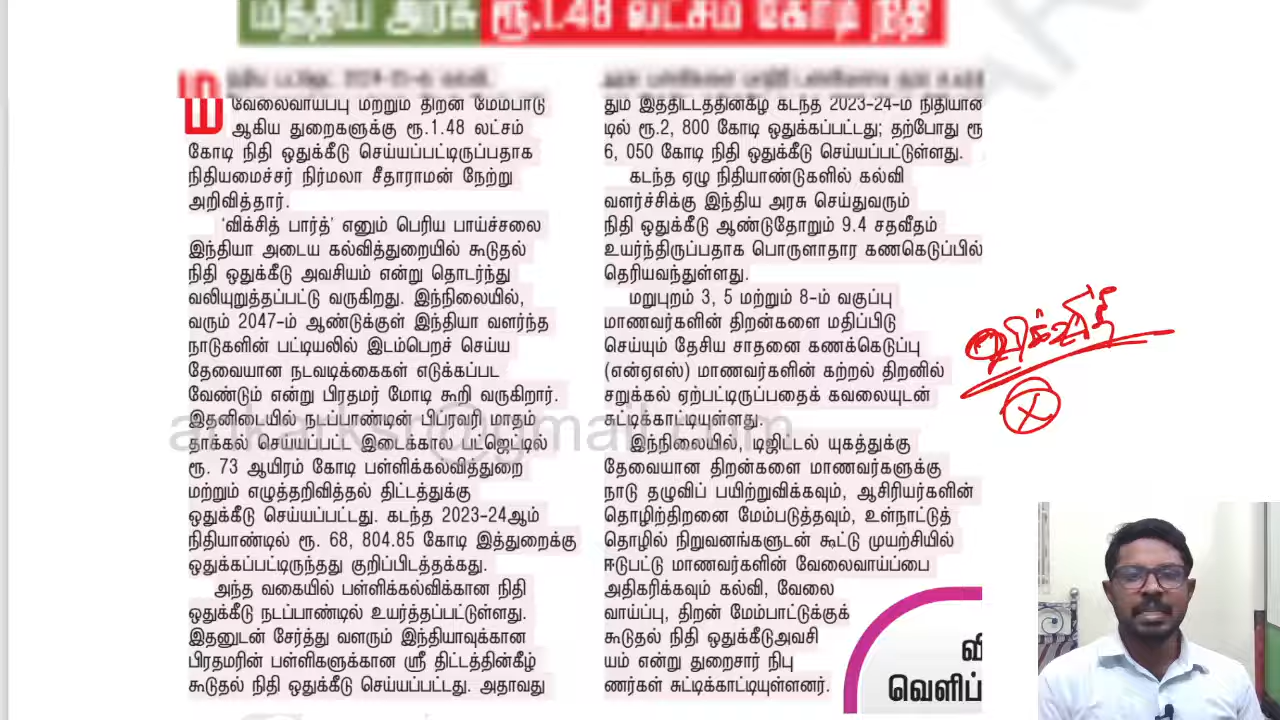 மத்திய அரசு ரூ.1.48 லட்சம் கோடி நிதி
ம
வேலைவாய்ப்பு மற்றும் திறன் மேம்பாடு
ஆகிய துறைகளுக்கு ரூ.1.48 லட்சம்
கோடி நிதி ஒதுக்கீடு செய்யப்பட்டிருப்பதாக
நிதியமைச்சர் நிர்மலா சீதாராமன் நேற்று
அறிவித்தார்.
‘விக்சித் பார்த்’ எனும் பெரிய பாய்ச்சலை
இந்தியா அடைய கல்வித்துறையில் கூடுதல்
நிதி ஒதுக்கீடு அவசியம் என்று தொடர்ந்து
வலியுறுத்தப்பட்டு வருகிறது. இந்நிலையில்,
வரும் 2047-ம் ஆண்டுக்குள் இந்தியா வளர்ந்த
நாடுகளின் பட்டியலில் இடம்பெறச் செய்ய
தேவையான நடவடிக்கைகள் எடுக்கப்பட
வேண்டும் என்று பிரதமர் மோடி கூறி வருகிறார்.
இதனிடையில் நடப்பாண்டின் பிப்ரவரி மாதம்
தாக்கல் செய்யப்பட்ட இடைக்கால பட்ஜெட்டில்
ரூ. 73 ஆயிரம் கோடி பள்ளிக்கல்வித்துறை
மற்றும் எழுத்தறிவித்தல் திட்டத்துக்கு
ஒதுக்கீடு செய்யப்பட்டது. கடந்த 2023-24ஆம்
நிதியாண்டில் ரூ. 68, 804.85 கோடி இத்துறைக்கு
ஒதுக்கப்பட்டிருந்தது குறிப்பிடத்தக்கது.
அந்த வகையில் பள்ளிக்கல்விக்கான நிதி
ஒதுக்கீடு நடப்பாண்டில் உயர்த்தப்பட்டுள்ளது.
இதனுடன் சேர்த்து வளரும் இந்தியாவுக்கான
பிரதமரின் பள்ளிகளுக்கான ஸ்ரீ திட்டத்தின்கீழ்
கூடுதல் நிதி ஒதுக்கீடு செய்யப்பட்டது. அதாவது
தும் இத்திட்டத்தின்கீழ் கடந்த 2023-24-ம் நிதியாண்
டில் ரூ.2, 800 கோடி ஒதுக்கப்பட்டது; தற்போது ரூ
6, 050 கோடி நிதி ஒதுக்கீடு செய்யப்பட்டுள்ளது.
கடந்த ஏழு நிதியாண்டுகளில் கல்வி
வளர்ச்சிக்கு இந்திய அரசு செய்துவரும்
நிதி ஒதுக்கீடு ஆண்டுதோறும் 9.4 சதவீதம்
உயர்ந்திருப்பதாக பொருளாதார கணகெடுப்பில்
தெரியவந்துள்ளது.
மறுபுறம் 3, 5 மற்றும் 8-ம் வகுப்பு
மாணவர்களின் திறன்களை மதிப்பிடு
செய்யும் தேசிய சாதனை கணக்கெடுப்பு
(என்ஏஎஸ்) மாணவர்களின் கற்றல் திறனில்
சறுக்கல் ஏற்பட்டிருப்பதைக் கவலையுடன்
சுட்டிக்காட்டியுள்ளது.
இந்நிலையில், டிஜிட்டல் யுகத்துக்கு
தேவையான திறன்களை மாணவர்களுக்கு
நாடு தழுவிப் பயிற்றுவிக்கவும், ஆசிரியர்களின்
தொழிற்திறனை மேம்படுத்தவும், உள்நாட்டுத்
தொழில் நிறுவனங்களுடன் கூட்டு முயற்சியில்
ஈடுபட்டு மாணவர்களின் வேலைவாய்ப்பை
அதிகரிக்கவும் கல்வி, வேலை
வாய்ப்பு, திறன் மேம்பாட்டுக்குக்
கூடுதல் நிதி ஒதுக்கீடுஅவசி
யம் என்று துறைசார் நிபு
ணர்கள் சுட்டிக்காட்டியுள்ளனர்.
வி
வெளிப்